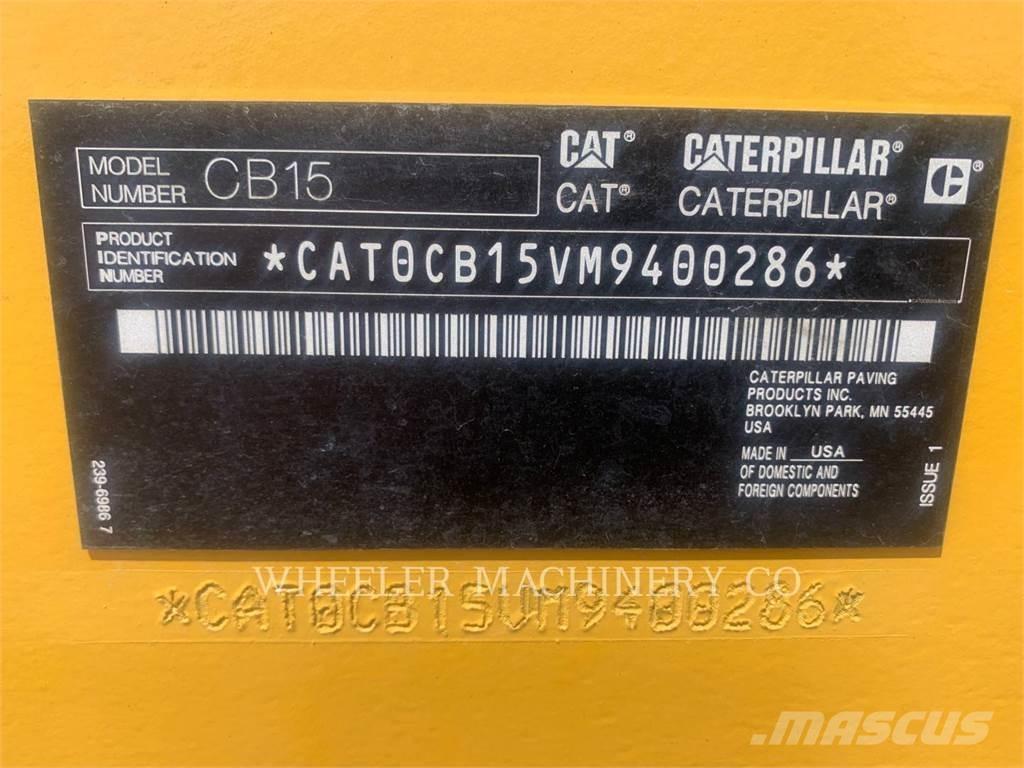 MODEL
NUMBER CB15
CAT® CATERPILLAR®
CAT® CATERPILLAR®
PRODUCT
IDENTIFICATION
NUMBER
*CAT0CB15VM9400286*
CATERPILLAR PAVING
PRODUCTS INC.
BROOKLYN PARK, MN 55445
USA
MADE IN USA
OF DOMESTIC AND
FOREIGN COMPONENTS
239-6986 7
ISSUE 1
WHEELER MACHINERY CO
*CAT0CB15VM9400286*
MASCUS